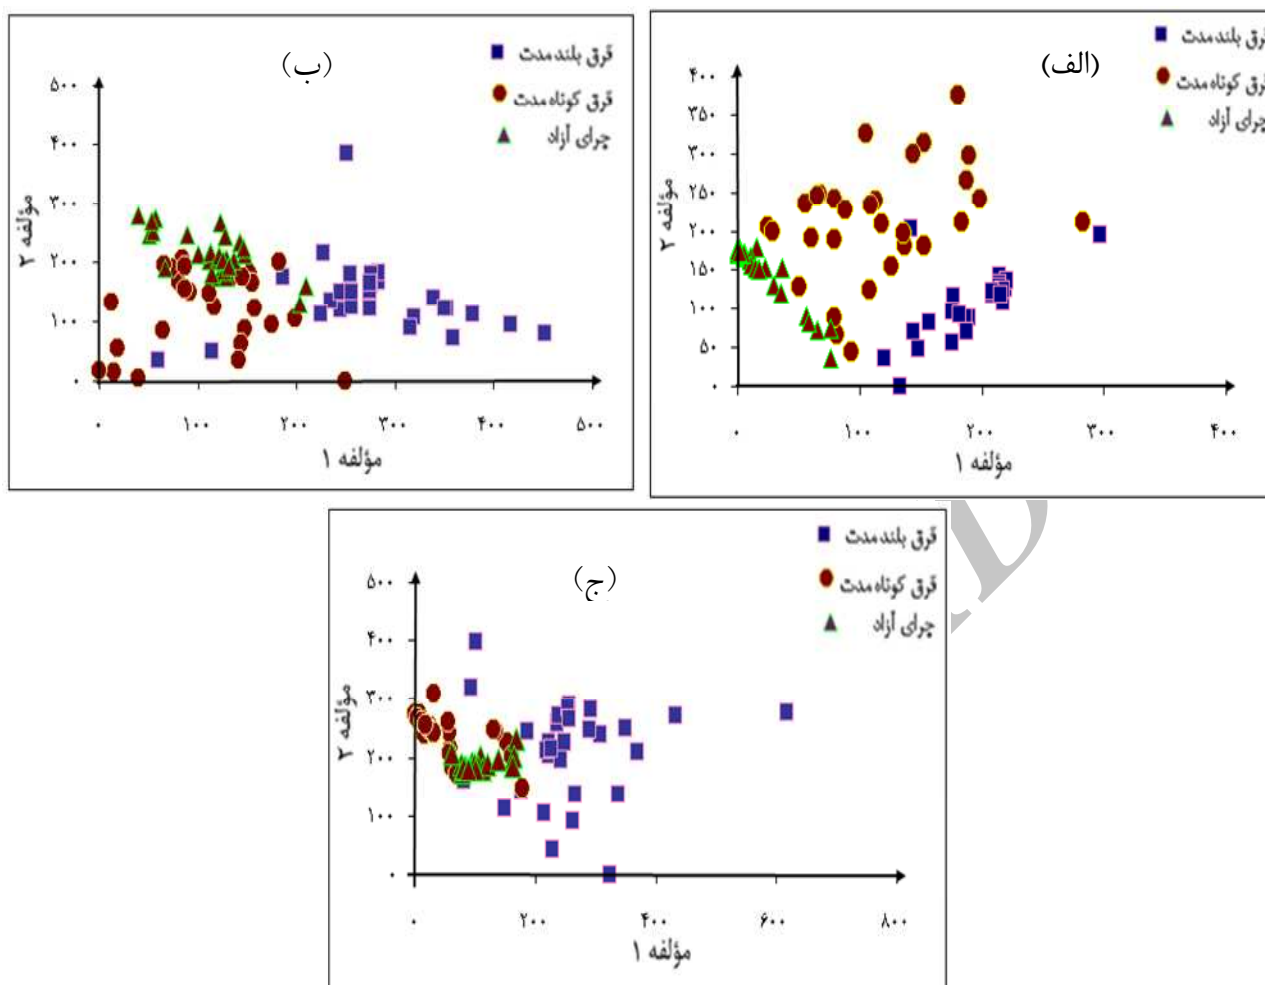 (الف)
قرق بلندمدت
قرق کوتاه‌مدت
چرای آزاد
مؤلفه ۲
۴۰۰
۳۵۰
۳۰۰
۲۵۰
۲۰۰
۱۵۰
۱۰۰
۵۰
۰
۰ ۱۰۰ ۲۰۰ ۳۰۰ ۴۰۰
مؤلفه ۱
(ب)
قرق بلندمدت
قرق کوتاه‌مدت
چرای آزاد
مؤلفه ۲
۵۰۰
۴۰۰
۳۰۰
۲۰۰
۱۰۰
۰
۰ ۱۰۰ ۲۰۰ ۳۰۰ ۴۰۰ ۵۰۰
مؤلفه ۱
(ج)
قرق بلندمدت
قرق کوتاه‌مدت
چرای آزاد
مؤلفه ۲
۵۰۰
۴۰۰
۳۰۰
۲۰۰
۱۰۰
۰
۰ ۲۰۰ ۴۰۰ ۶۰۰ ۸۰۰
مؤلفه ۱